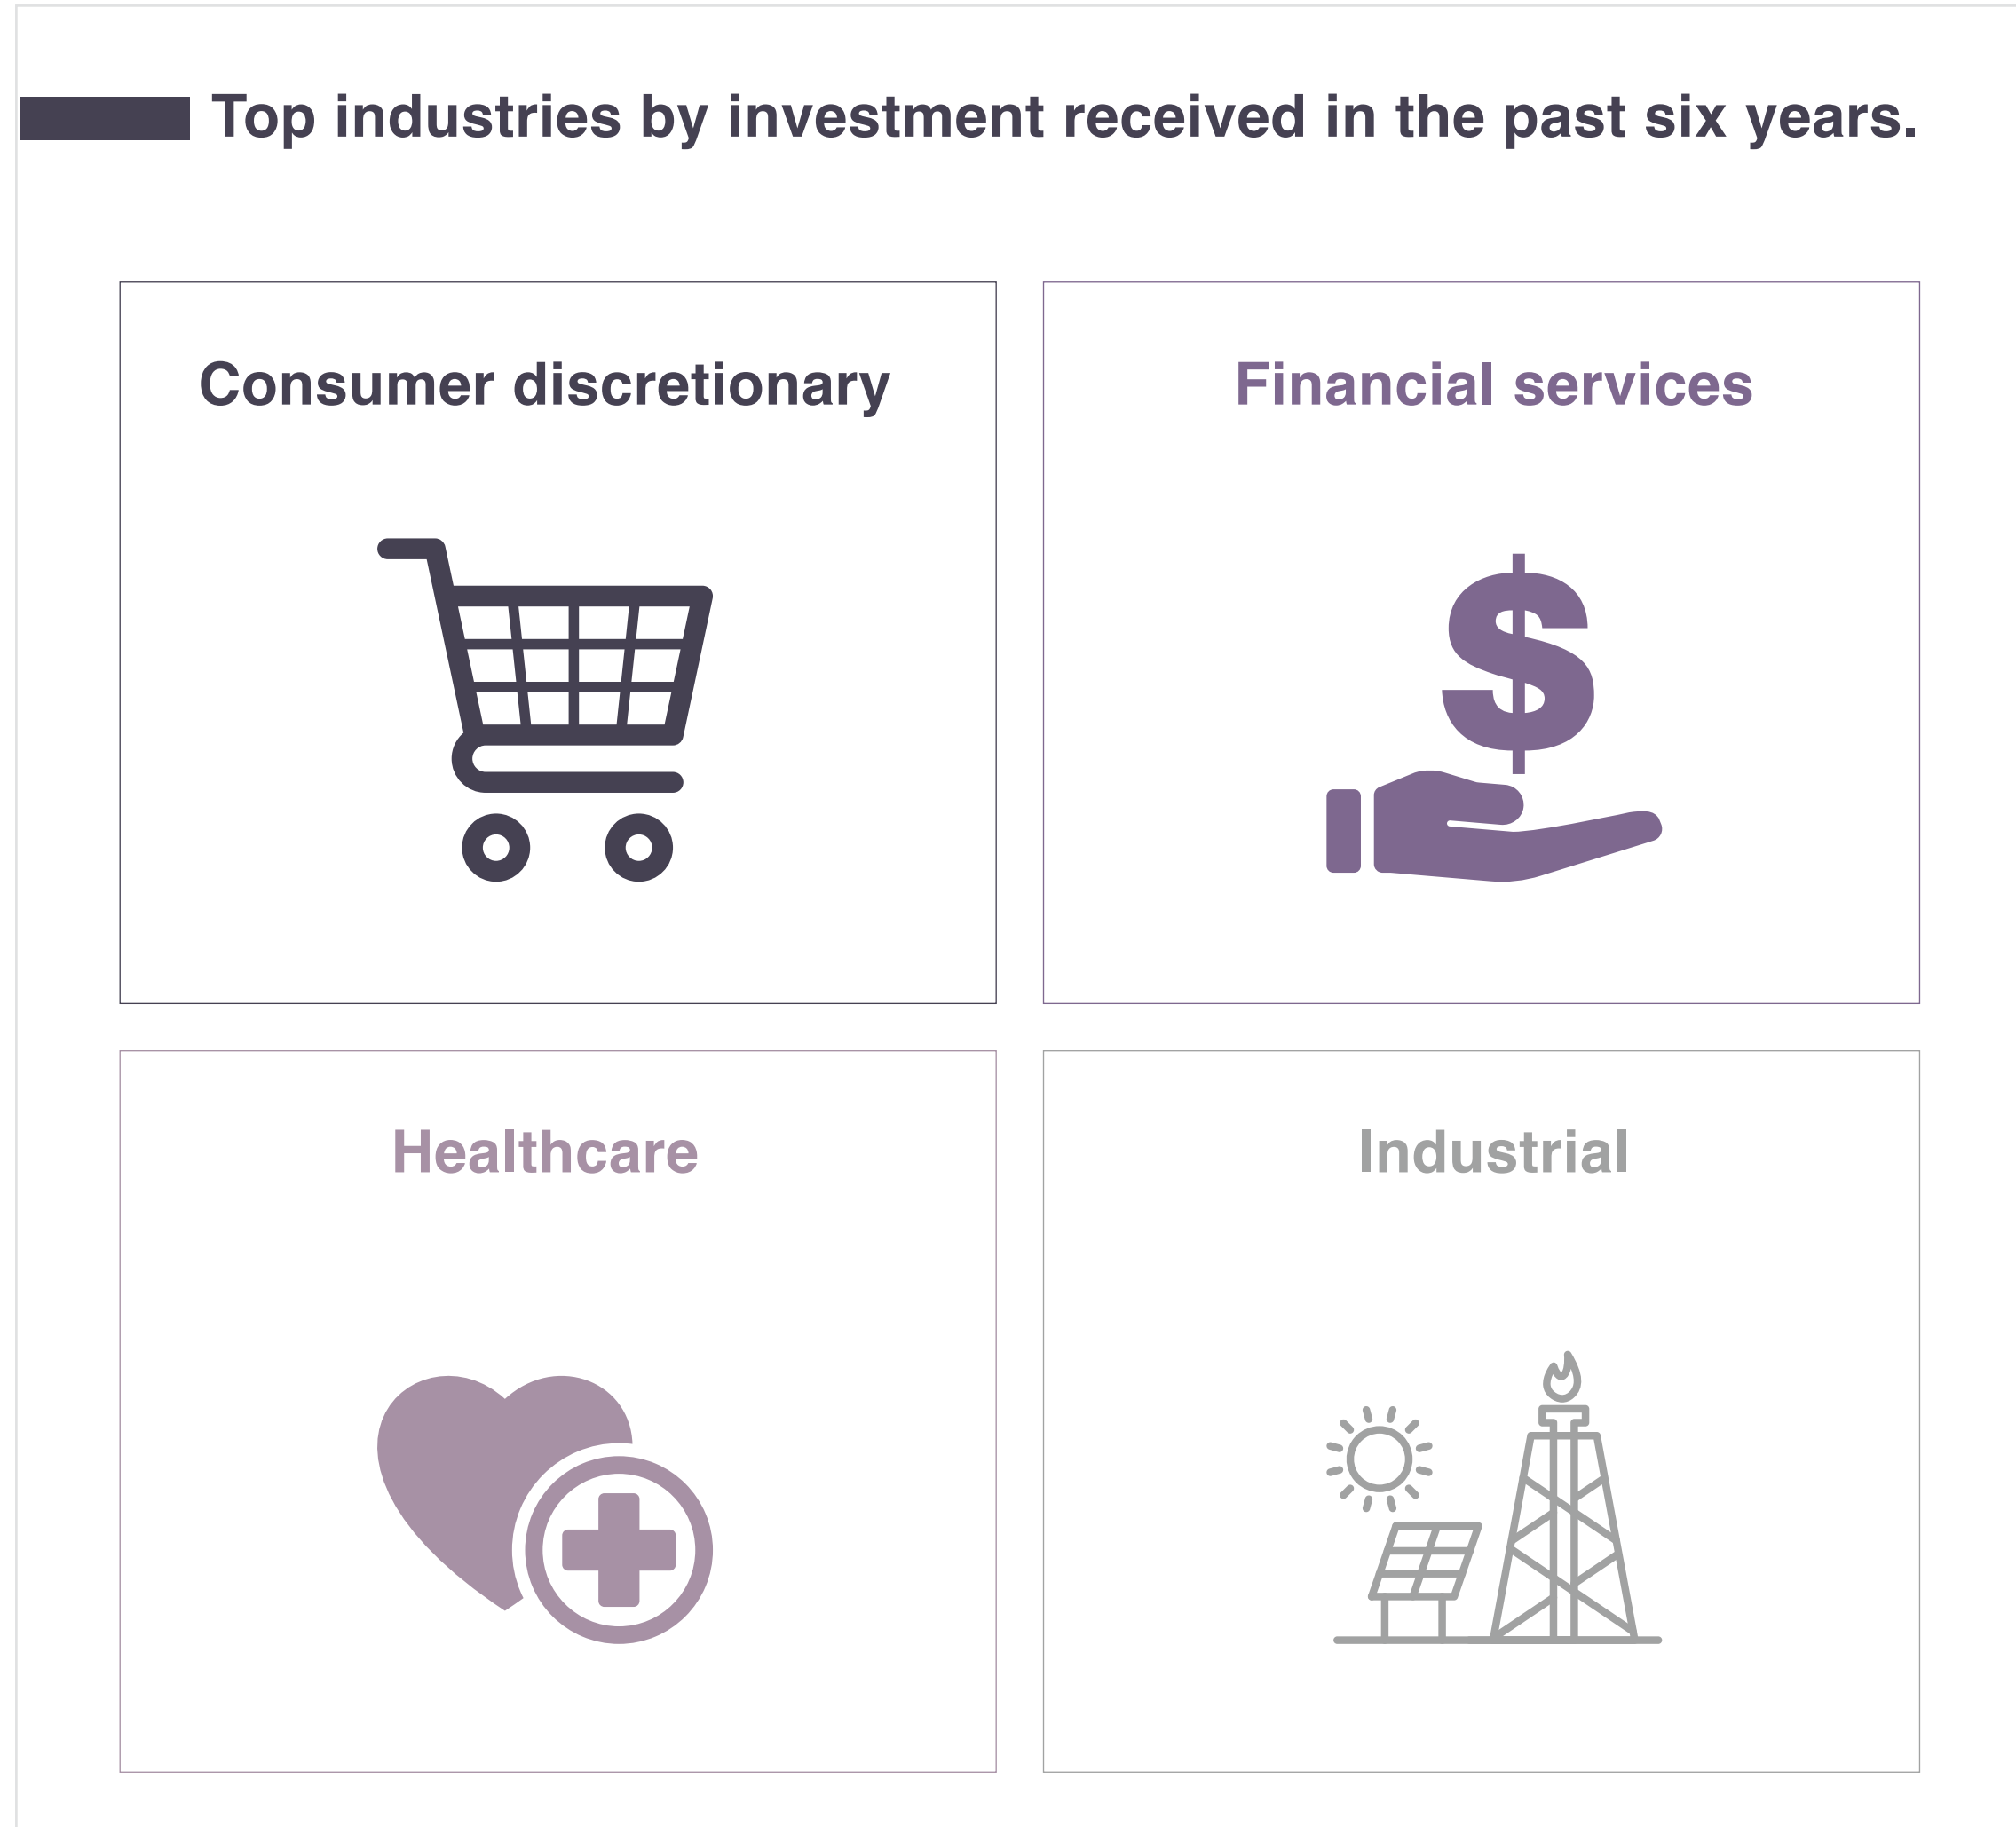 Top industries by investment received in the past six years.
Consumer discretionary
Financial services
Healthcare
Industrial